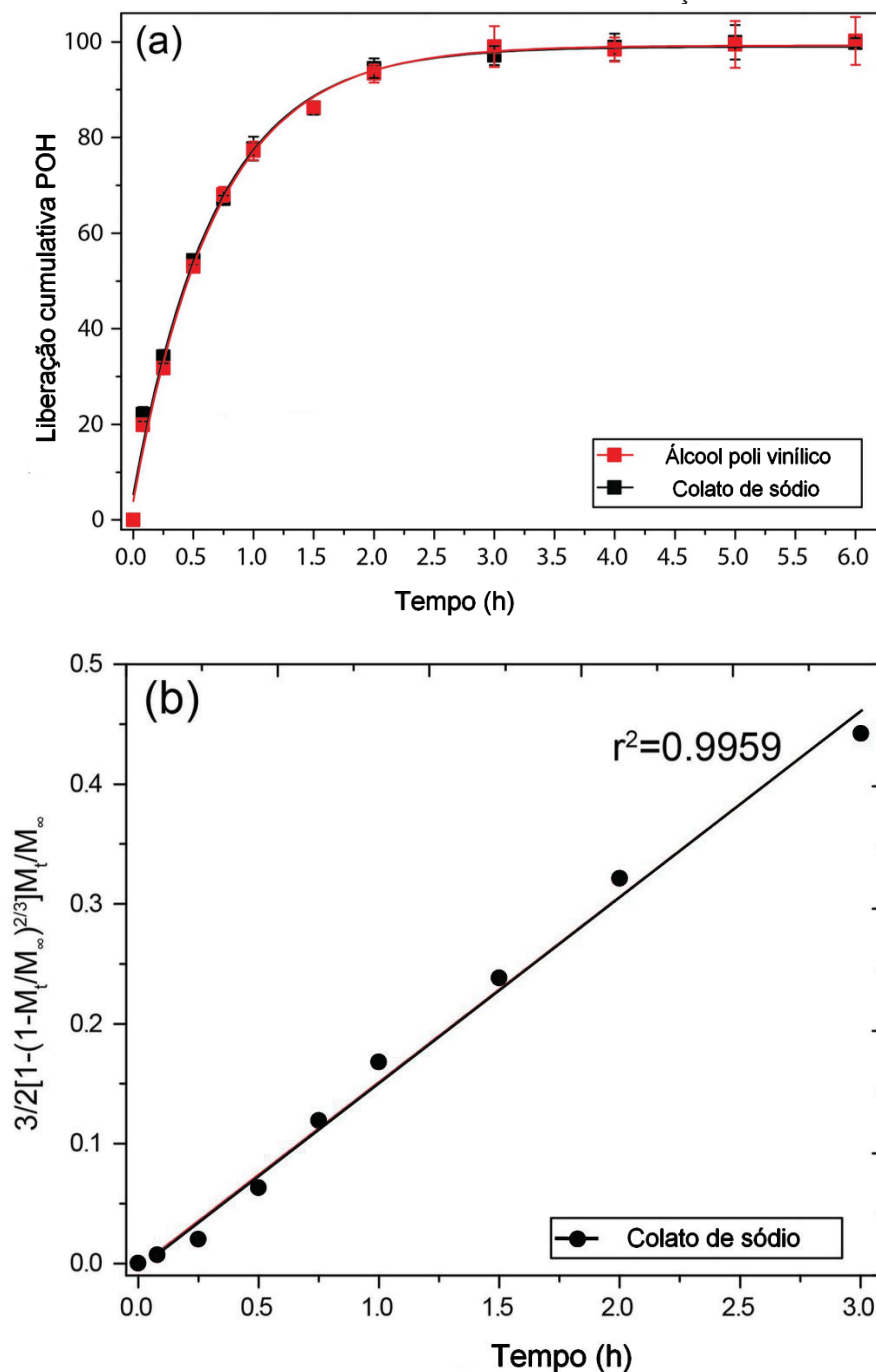 (a)
Liberação cumulativa POH
100
80
60
40
20
0
Álcool poli vinílico
Colato de sódio
0.0 0.5 1.0 1.5 2.0 2.5 3.0 3.5 4.0 4.5 5.0 5.5 6.0
Tempo (h)
(b)
r²=0.9959
3/2[1-(1-Mₜ/M∞)²ᐟ³]Mₜ/M∞
0.5
0.4
0.3
0.2
0.1
0.0
Colato de sódio
0.0 0.5 1.0 1.5 2.0 2.5 3.0
Tempo (h)